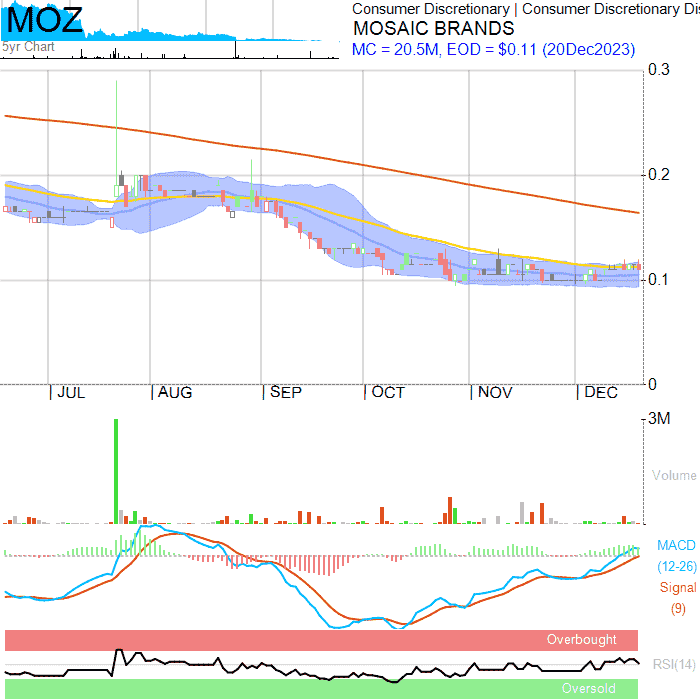 MOZ
5yr Chart
Consumer Discretionary | Consumer Discretionary Dis
MOSAIC BRANDS
MC = 20.5M, EOD = $0.11 (20Dec2023)
0.3
0.2
0.1
0
| JUL | AUG | SEP | OCT | NOV | DEC
3M
Volume
MACD
(12-26)
Signal
(9)
Overbought
RSI(14)
Oversold